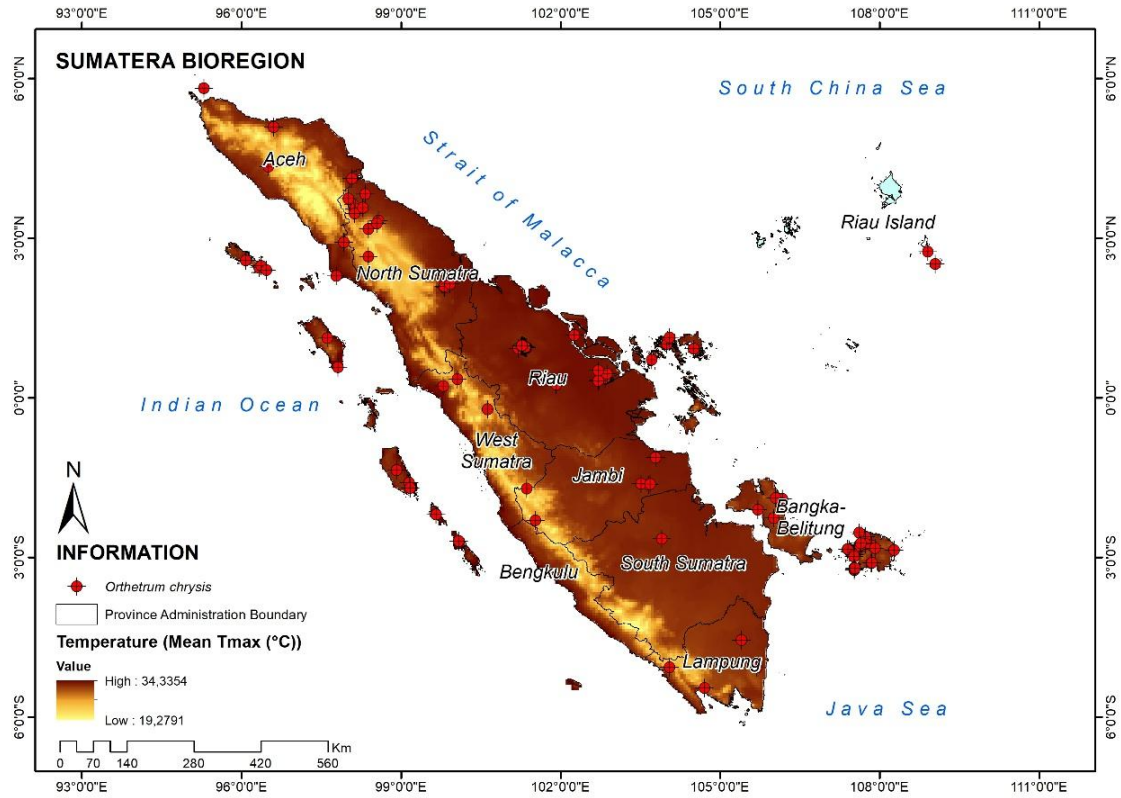 93°0'0"E 96°0'0"E 99°0'0"E 102°0'0"E 105°0'0"E 108°0'0"E 111°0'0"E
SUMATERA BIOREGION
6°0'0"N
6°0'0"N
South China Sea
Strait of Malacca
Aceh
Riau Island
3°0'0"N
3°0'0"N
North Sumatra
Riau
0°0'0"
0°0'0"
Indian Ocean
West
Sumatra
Jambi
N
Bangka-
Belitung
INFORMATION
3°0'0"S
3°0'0"S
South Sumatra
Bengkulu
Orthetrum chrysis
Province Administration Boundary
Temperature (Mean Tmax (°C))
Value
High : 34,3354
Low : 19,2791
Lampung
Java Sea
6°0'0"S
6°0'0"S
Km
0 70 140 280 420 560
93°0'0"E 96°0'0"E 99°0'0"E 102°0'0"E 105°0'0"E 108°0'0"E 111°0'0"E